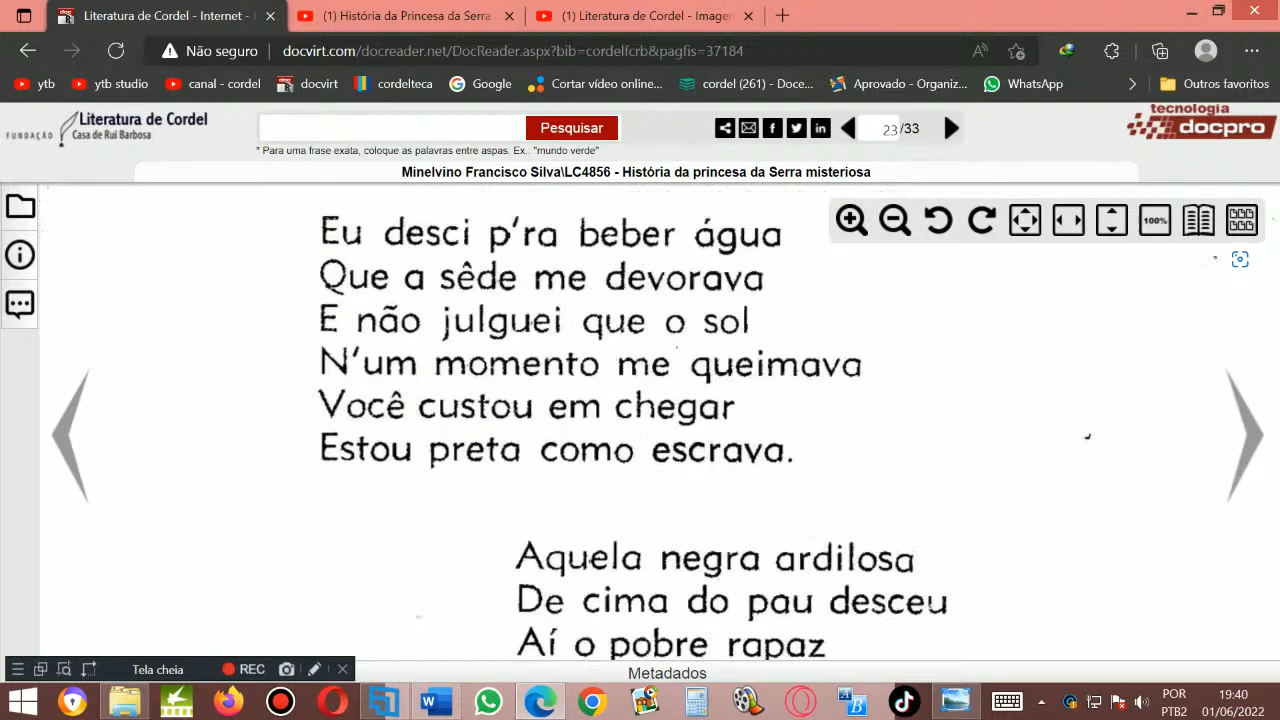 Literatura de Cordel - Internet -
(1) História da Princesa da Serra
(1) Literatura de Cordel - Imagen
Não seguro
docvirt.com/docreader.net/DocReader.aspx?bib=cordelfcrb&pagfis=37184
ytb
ytb studio
canal - cordel
docvirt
cordelteca
Google
Cortar vídeo online...
cordel (261) - Doce...
Aprovado - Organiz...
WhatsApp
Outros favoritos
FUNDAÇÃO
Literatura de Cordel
Casa de Rui Barbosa
Pesquisar
* Para uma frase exata, coloque as palavras entre aspas. Ex.. "mundo verde"
23 /33
tecnologia
docpro
Minelvino Francisco Silva\LC4856 - História da princesa da Serra misteriosa
100%
Eu desci p'ra beber água
Que a sêde me devorava
E não julguei que o sol
N'um momento me queimava
Você custou em chegar
Estou preta como escrava.
Aquela negra ardilosa
De cima do pau desceu
Aí o pobre rapaz
Tela cheia
REC
Metadados
POR
PTB2
19:40
01/06/2022